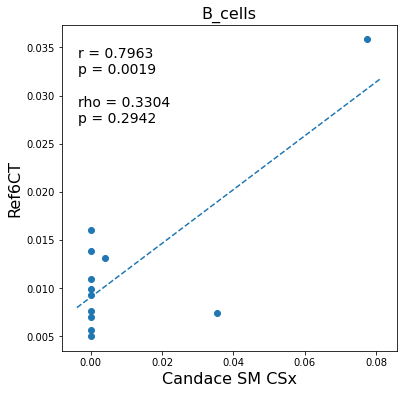 B_cells
r = 0.7963
p = 0.0019
rho = 0.3304
p = 0.2942
Ref6CT
0.035
0.030
0.025
0.020
0.015
0.010
0.005
0.00 0.02 0.04 0.06 0.08
Candace SM CSx